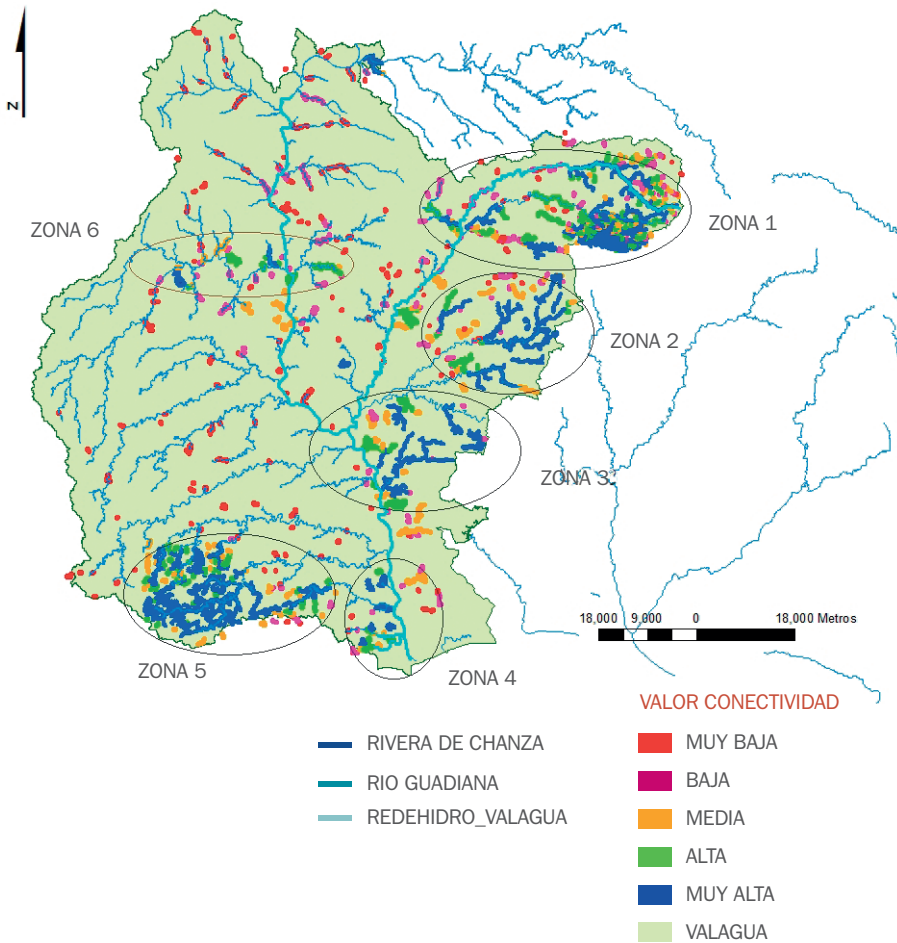 N
ZONA 6
ZONA 1
ZONA 2
ZONA 3
ZONA 5
ZONA 4
18,000 9,000 0 18,000 Metros
VALOR CONECTIVIDAD
RIVERA DE CHANZA
RIO GUADIANA
REDEHIDRO_VALAGUA
MUY BAJA
BAJA
MEDIA
ALTA
MUY ALTA
VALAGUA